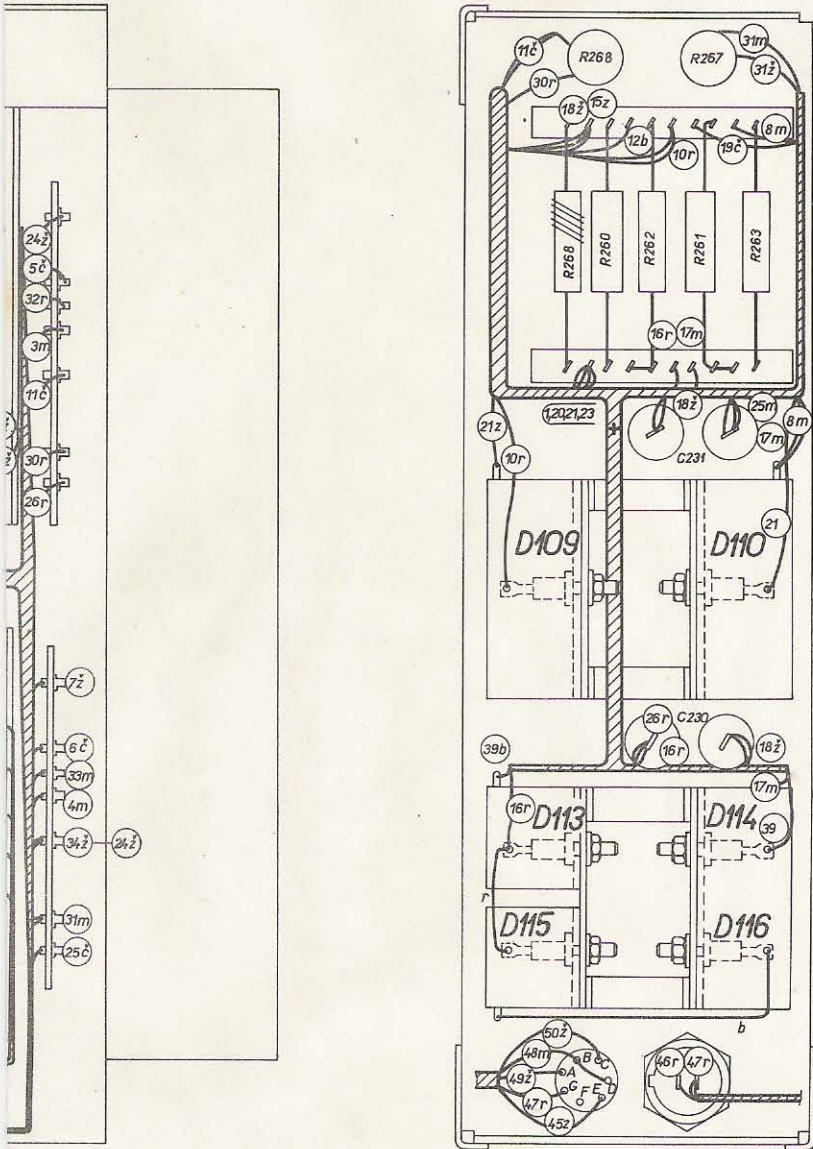 24ž
5č
32r
3m
11č
30r
26r
7ž
6č
33m
4m
34ž 24ž
31m
25č
11č R268 R267 31m
30r 31ž
18ž 15z 12b 10r 19č 8m
R268 R260 R262 R261 R263
16r 17m
1,20,21,23 18ž 25m
21z 8m
10r C231 17m
21
D109 D110
26r C230
39b 16r 18ž
17m
16r D113 D114 39
r D115 D116
b
50ž
48m B C
49ž A D
G F E
47r
45z
46r 47r